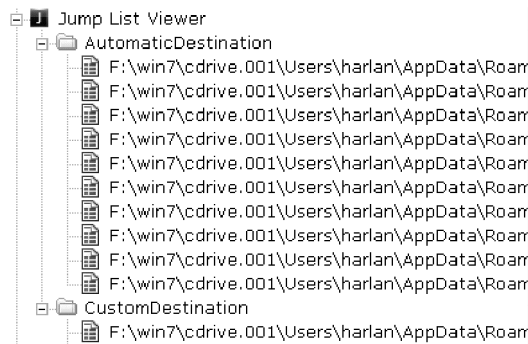 Jump List Viewer
AutomaticDestination
F:\win7\cdrive.001\Users\harlan\AppData\Roam
F:\win7\cdrive.001\Users\harlan\AppData\Roam
F:\win7\cdrive.001\Users\harlan\AppData\Roam
F:\win7\cdrive.001\Users\harlan\AppData\Roam
F:\win7\cdrive.001\Users\harlan\AppData\Roam
F:\win7\cdrive.001\Users\harlan\AppData\Roam
F:\win7\cdrive.001\Users\harlan\AppData\Roam
F:\win7\cdrive.001\Users\harlan\AppData\Roam
F:\win7\cdrive.001\Users\harlan\AppData\Roam
F:\win7\cdrive.001\Users\harlan\AppData\Roam
CustomDestination
F:\win7\cdrive.001\Users\harlan\AppData\Roam